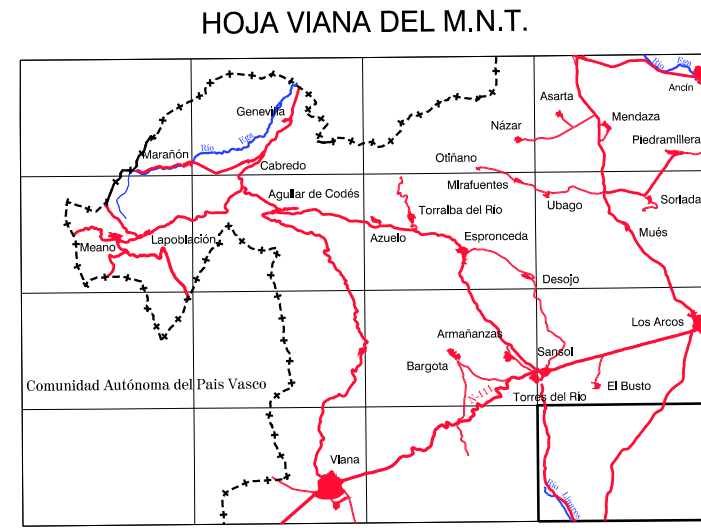 HOJA VIANA DEL M.N.T.
Río Ega
Ancín
Genevilla
Asarta
Río Ega
Názar
Mendaza
Marañón
Piedramillera
Cabredo
Otiñano
Aguilar de Codés
Mirafuentes
Ubago
Sorlada
Torralba del Río
Meano
Lapoblación
Azuelo
Espronceda
Mués
Desojo
Armañanzas
Los Arcos
Bargota
Sansol
Comunidad Autónoma del Pais Vasco
N-111
Torres del Río
El Busto
Viana
Río Linares